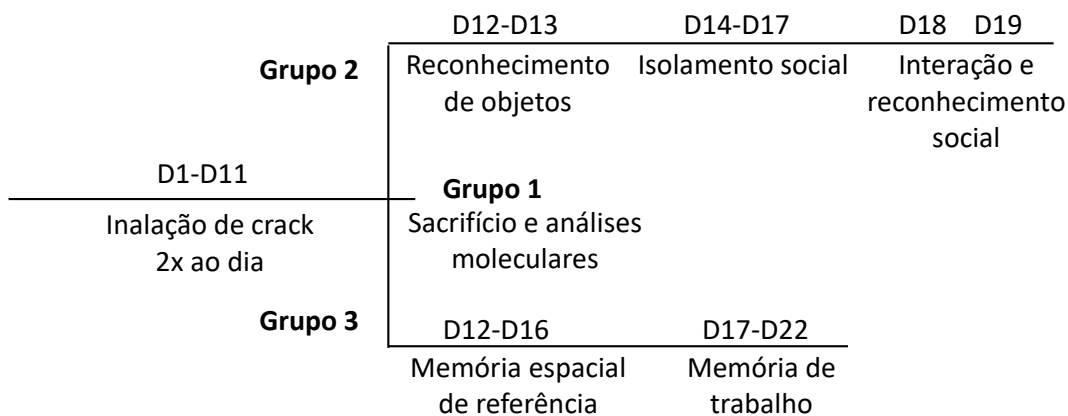 D12-D13 D14-D17 D18 D19
Grupo 2
Reconhecimento
de objetos
Isolamento social
Interação e
reconhecimento
social
D1-D11
Inalação de crack
2x ao dia
Grupo 1
Sacrifício e análises
moleculares
Grupo 3
D12-D16 D17-D22
Memória espacial
de referência
Memória de
trabalho